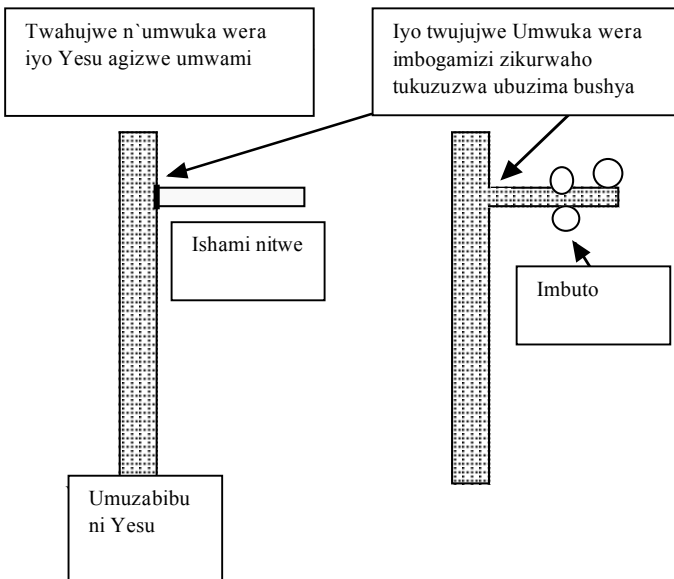 Twahujwe n`umwuka wera
iyo Yesu agizwe umwami
Iyo twujujwe Umwuka wera
imbogamizi zikurwaho
tukuzuzwa ubuzima bushya
Ishami nitwe
Imbuto
Umuzabibu
ni Yesu